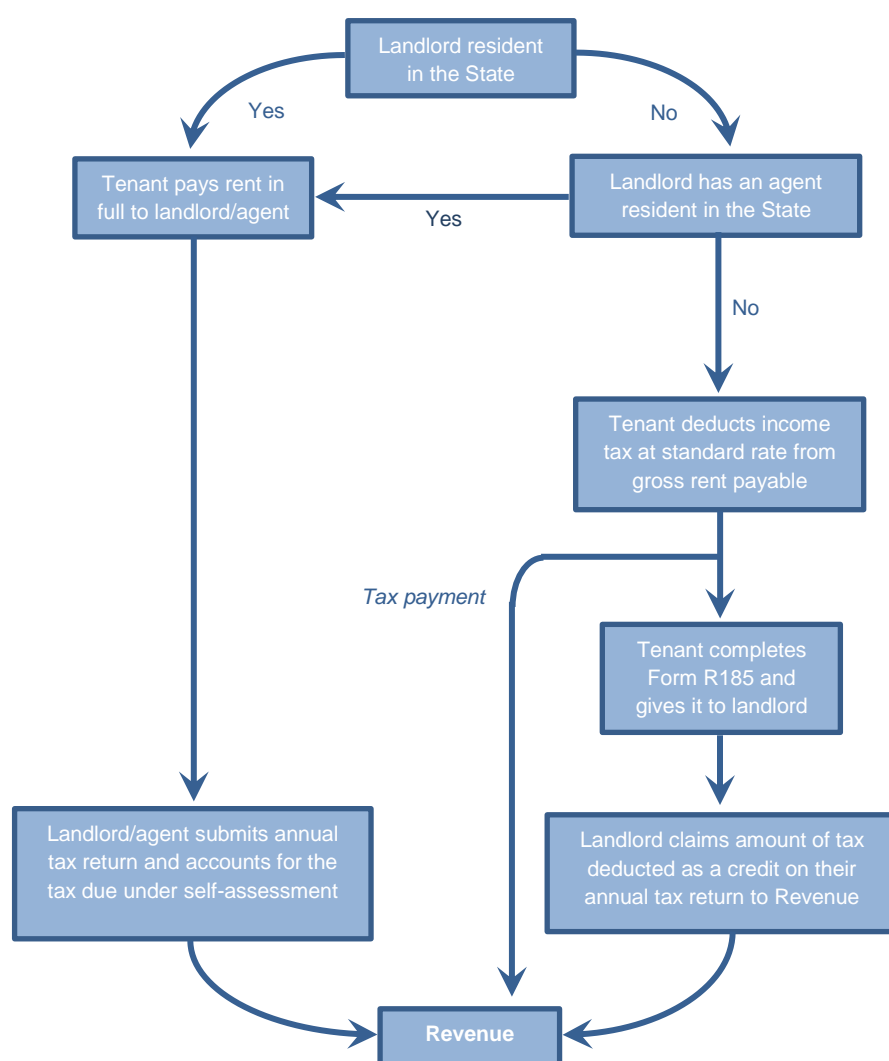 Landlord resident
in the State
Yes
No
Tenant pays rent in
full to landlord/agent
Landlord has an agent
resident in the State
Yes
No
Tenant deducts income
tax at standard rate from
gross rent payable
Tax payment
Tenant completes
Form R185 and
gives it to landlord
Landlord/agent submits annual
tax return and accounts for the
tax due under self-assessment
Landlord claims amount of tax
deducted as a credit on their
annual tax return to Revenue
Revenue